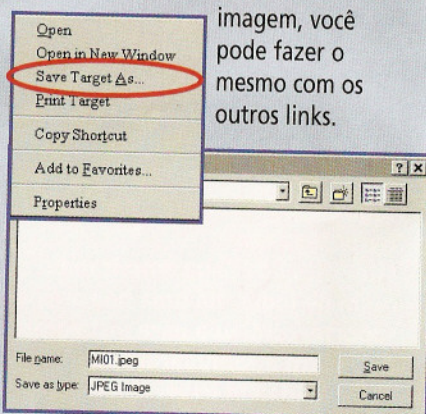 imagem, você
pode fazer o
mesmo com os
outros links.
Open
Open in New Window
Save Target As...
Print Target
Copy Shortcut
Add to Favorites...
Properties
File name: MI01.jpeg Save
Save as type: JPEG Image Cancel